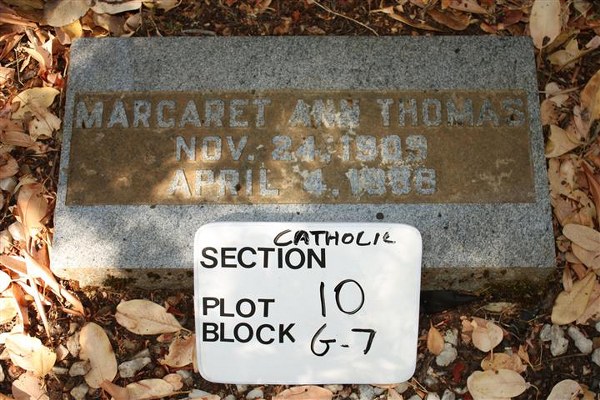 MARGARET ANN THOMAS
NOV. 24, 1909
APRIL 4, 1986
CATHOLIC
SECTION
PLOT 10
BLOCK G-7